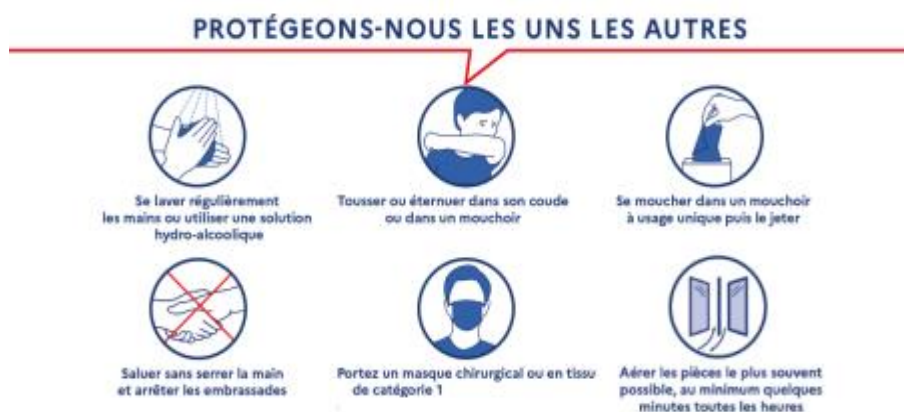 PROTÉGEONS-NOUS LES UNS LES AUTRES
Se laver régulièrement
les mains ou utiliser une solution
hydro-alcoolique
Tousser ou éternuer dans son coude
ou dans un mouchoir
Se moucher dans un mouchoir
à usage unique puis le jeter
Saluer sans serrer la main
et arrêter les embrassades
Portez un masque chirurgical ou en tissu
de catégorie 1
Aérer les pièces le plus souvent
possible, au minimum quelques
minutes toutes les heures